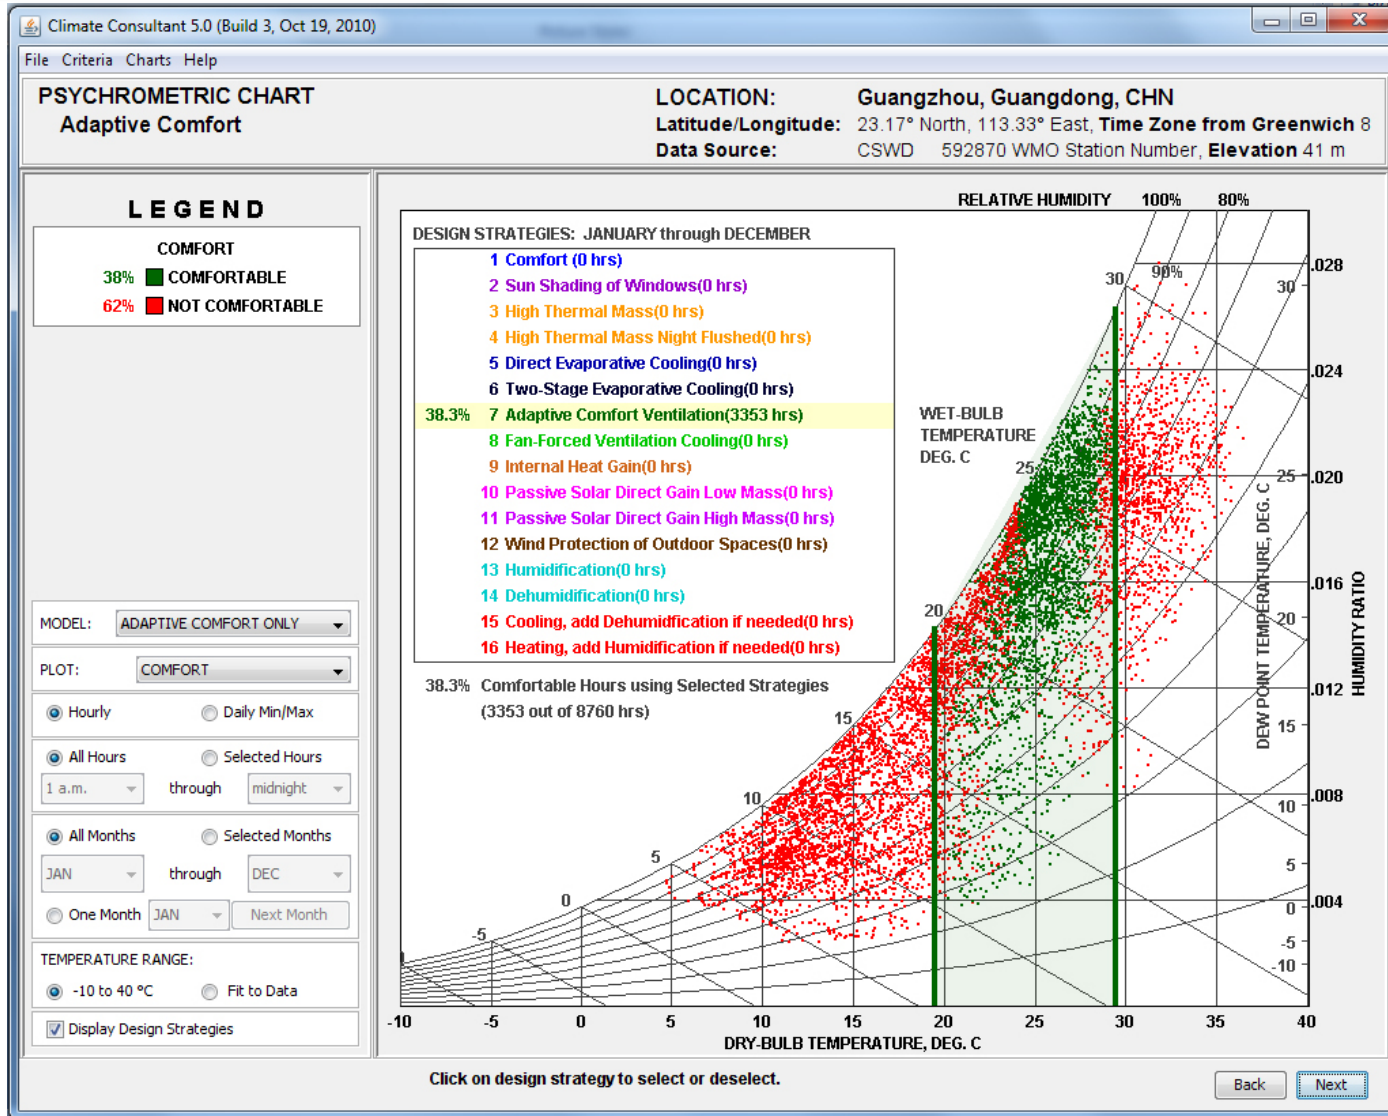 Climate Consultant 5.0 (Build 3, Oct 19, 2010)
File Criteria Charts Help
PSYCHROMETRIC CHART
Adaptive Comfort
LOCATION: Guangzhou, Guangdong, CHN
Latitude/Longitude: 23.17° North, 113.33° East, Time Zone from Greenwich 8
Data Source: CSWD 592870 WMO Station Number, Elevation 41 m
LEGEND
COMFORT
38% COMFORTABLE
62% NOT COMFORTABLE
MODEL: ADAPTIVE COMFORT ONLY
PLOT: COMFORT
Hourly Daily Min/Max
All Hours Selected Hours
1 a.m. through midnight
All Months Selected Months
JAN through DEC
One Month JAN Next Month
TEMPERATURE RANGE:
-10 to 40 °C Fit to Data
Display Design Strategies
RELATIVE HUMIDITY 100% 80%
90%
DESIGN STRATEGIES: JANUARY through DECEMBER
1 Comfort (0 hrs)
2 Sun Shading of Windows(0 hrs)
3 High Thermal Mass(0 hrs)
4 High Thermal Mass Night Flushed(0 hrs)
5 Direct Evaporative Cooling(0 hrs)
6 Two-Stage Evaporative Cooling(0 hrs)
38.3% 7 Adaptive Comfort Ventilation(3353 hrs)
8 Fan-Forced Ventilation Cooling(0 hrs)
9 Internal Heat Gain(0 hrs)
10 Passive Solar Direct Gain Low Mass(0 hrs)
11 Passive Solar Direct Gain High Mass(0 hrs)
12 Wind Protection of Outdoor Spaces(0 hrs)
13 Humidification(0 hrs)
14 Dehumidification(0 hrs)
15 Cooling, add Dehumidfication if needed(0 hrs)
16 Heating, add Humidification if needed(0 hrs)
38.3% Comfortable Hours using Selected Strategies
(3353 out of 8760 hrs)
WET-BULB
TEMPERATURE
DEG. C
-5
0
5
10
15
20
25
30
30
25
20
15
10
5
0
-5
-10
DEW POINT TEMPERATURE, DEG. C
.028
.024
.020
.016
.012
.008
.004
HUMIDITY RATIO
-10 -5 0 5 10 15 20 25 30 35 40
DRY-BULB TEMPERATURE, DEG. C
Click on design strategy to select or deselect.
Back Next